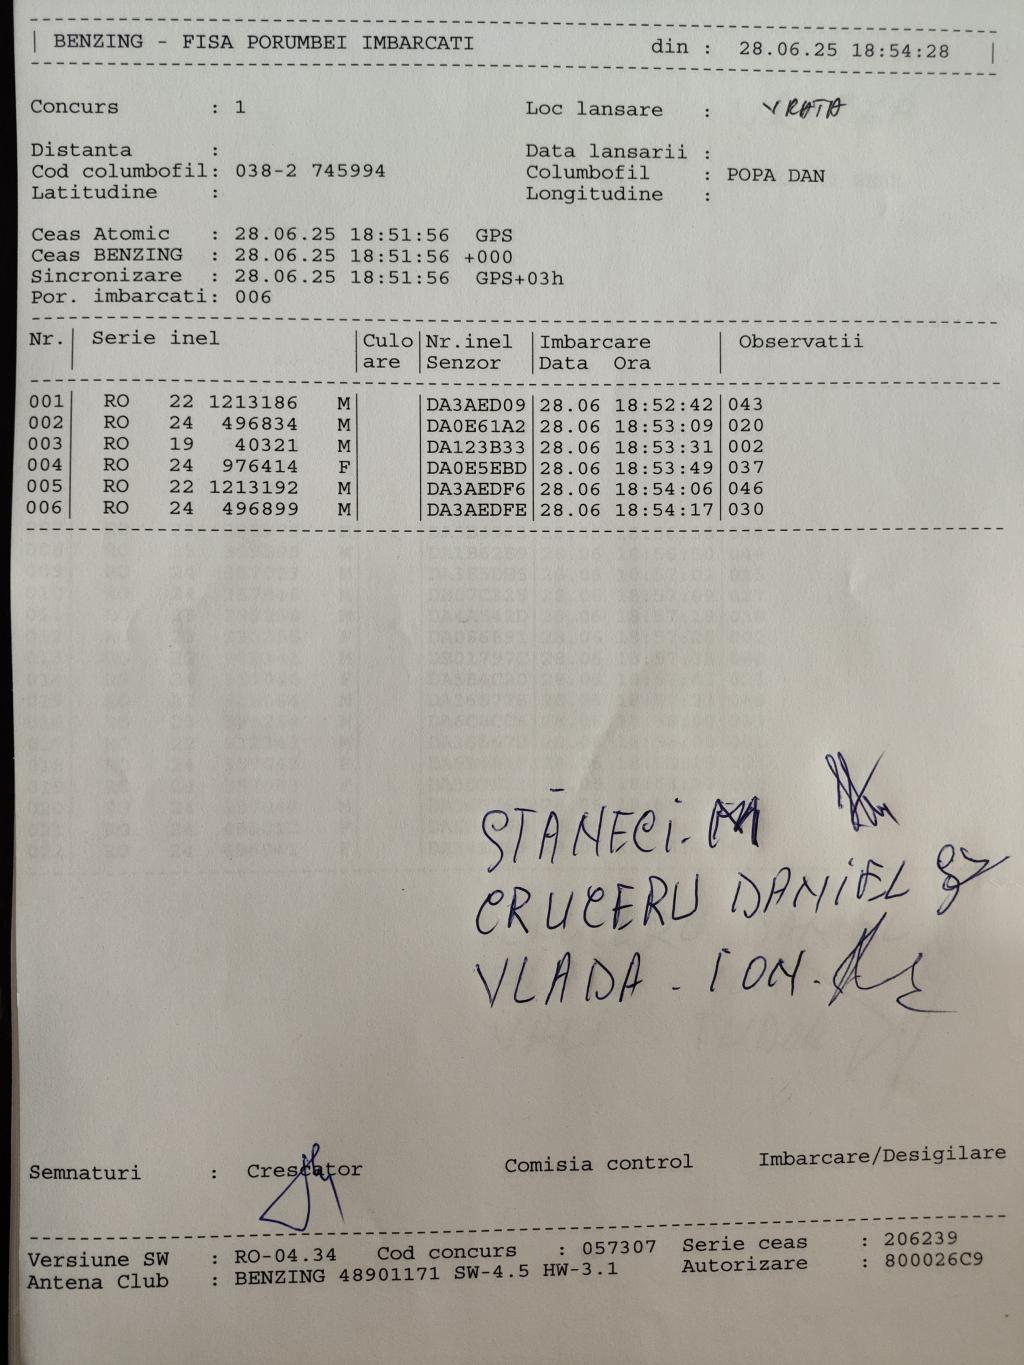 BENZING - FISA PORUMBEI IMBARCATI din : 28.06.25 18:54:28
Concurs : 1 Loc lansare : VRATA
Distanta : Data lansarii :
Cod columbofil: 038-2 745994 Columbofil : POPA DAN
Latitudine : Longitudine :
Ceas Atomic : 28.06.25 18:51:56 GPS
Ceas BENZING : 28.06.25 18:51:56 +000
Sincronizare : 28.06.25 18:51:56 GPS+03h
Por. imbarcati: 006
Nr. Serie inel Culo Nr.inel Imbarcare Observatii
are Senzor Data Ora
001 RO 22 1213186 M DA3AED09 28.06 18:52:42 043
002 RO 24 496834 M DA0E61A2 28.06 18:53:09 020
003 RO 19 40321 M DA123B33 28.06 18:53:31 002
004 RO 24 976414 F DA0E5EBD 28.06 18:53:49 037
005 RO 22 1213192 M DA3AEDF6 28.06 18:54:06 046
006 RO 24 496899 M DA3AEDFE 28.06 18:54:17 030
STĂNECI.
CRUCERU DANIEL
VLADA . ION.
Semnaturi : Crescator Comisia control Imbarcare/Desigilare
Versiune SW : RO-04.34 Cod concurs : 057307 Serie ceas : 206239
Antena Club : BENZING 48901171 SW-4.5 HW-3.1 Autorizare : 800026C9